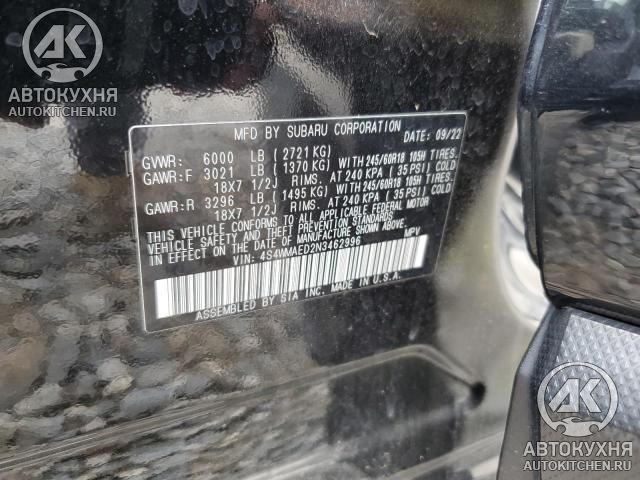 AK
АВТОКУХНЯ
AUTOKITCHEN.RU
MFD BY SUBARU CORPORATION
DATE: 09/22
GVWR: 6000 LB (2721 KG)
GAWR:F 3021 LB (1370 KG) WITH 245/60R18 105H TIRES.
18X7 1/2J RIMS. AT 240 KPA (35 PSI) COLD
GAWR:R 3296 LB (1495 KG) WITH 245/60R18 105H TIRES.
18X7 1/2J RIMS. AT 240 KPA (35 PSI) COLD
THIS VEHICLE CONFORMS TO ALL APPLICABLE FEDERAL MOTOR
VEHICLE SAFETY AND THEFT PREVENTION STANDARDS
IN EFFECT ON THE DATE OF MANUFACTURE SHOWN ABOVE.
VIN: 4S4WMAED2N3462996 MPV
ASSEMBLED BY SIA INC. MADE IN U.S.A.
AK
АВТОКУХНЯ
AUTOKITCHEN.RU